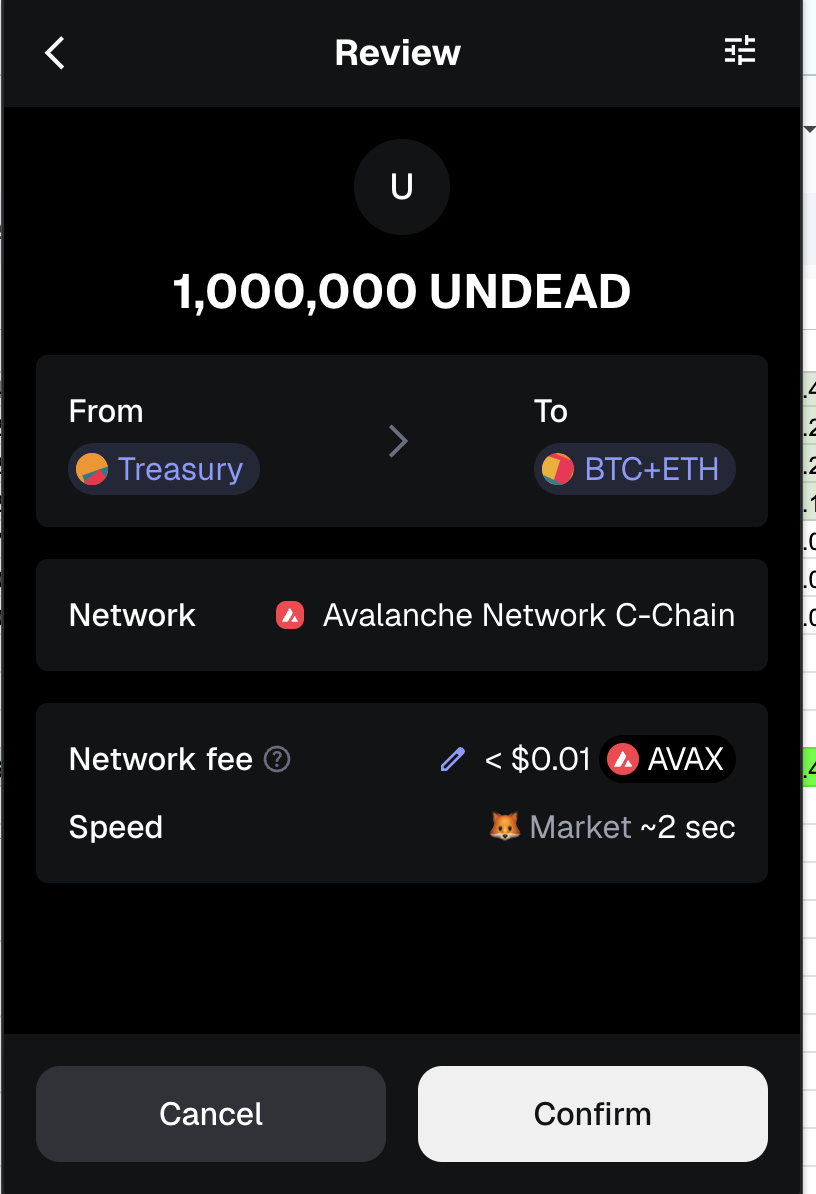 Review
U
1,000,000 UNDEAD
From
To
Treasury
BTC+ETH
Network
Avalanche Network C-Chain
Network fee ?
< $0.01 AVAX
Speed
Market ~2 sec
Cancel
Confirm